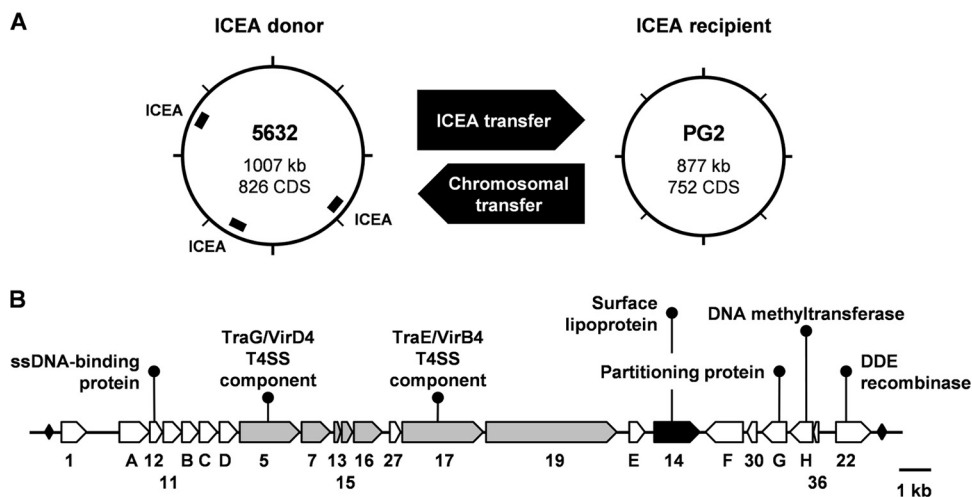 A
ICEA donor
ICEA recipient
ICEA
5632
1007 kb
826 CDS
ICEA
ICEA
ICEA transfer
Chromosomal
transfer
PG2
877 kb
752 CDS
B
ssDNA-binding
protein
TraG/VirD4
T4SS
component
TraE/VirB4
T4SS
component
Surface
lipoprotein
Partitioning protein
DNA methyltransferase
DDE
recombinase
1 A 12 B C D 5 7 13 16 27 17 19 E 14 F 30 G H 22
11 15 36
1 kb